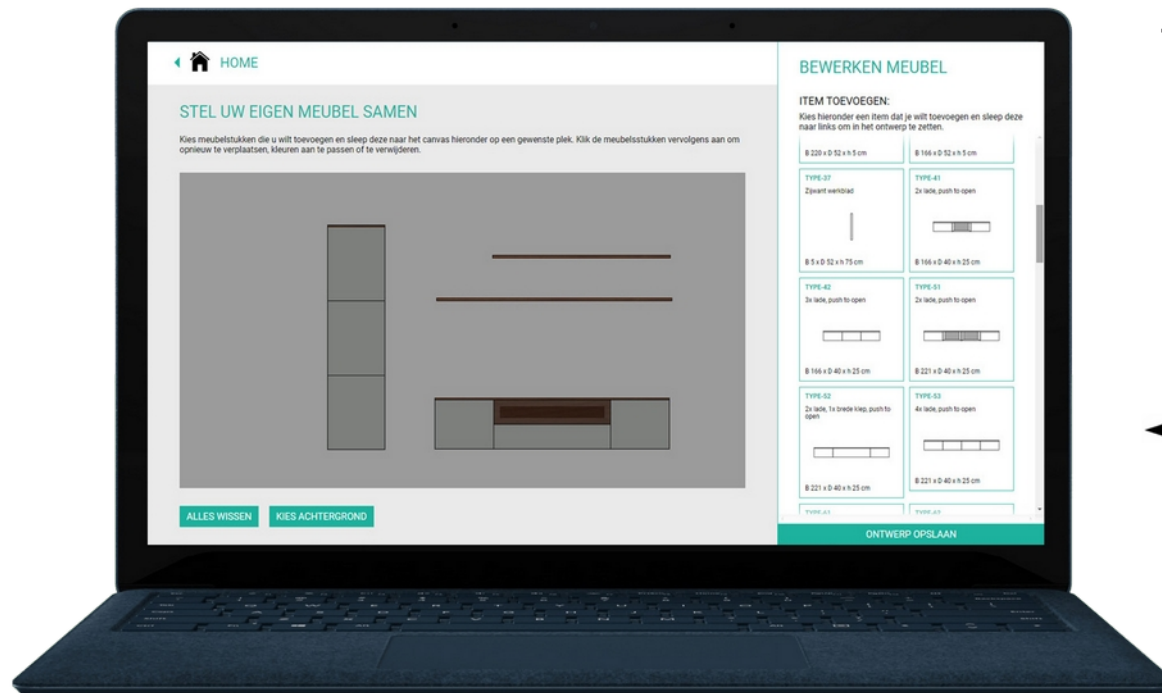 HOME
STEL UW EIGEN MEUBEL SAMEN
Kies meubelstukken die u wilt toevoegen en sleep deze naar het canvas hieronder op een gewenste plek. Klik de meubelsstukken vervolgens aan om
opnieuw te verplaatsen, kleuren aan te passen of te verwijderen.
ALLES WISSEN
KIES ACHTERGROND
BEWERKEN MEUBEL
ITEM TOEVOEGEN:
Kies hieronder een item dat je wilt toevoegen en sleep deze
naar links om in het ontwerp te zetten.
B 220 x D 52 x h 5 cm
B 166 x D 52 x h 5 cm
TYPE-37
Zijwant werkblad
B 5 x D 52 x h 75 cm
TYPE-41
2x lade, push to open
B 166 x D 40 x h 25 cm
TYPE-42
3x lade, push to open
B 166 x D 40 x h 25 cm
TYPE-51
2x lade, push to open
B 221 x D 40 x h 25 cm
TYPE-52
2x lade, 1x brede klep, push to
open
B 221 x D 40 x h 25 cm
TYPE-53
4x lade, push to open
B 221 x D 40 x h 25 cm
ONTWERP OPSLAAN